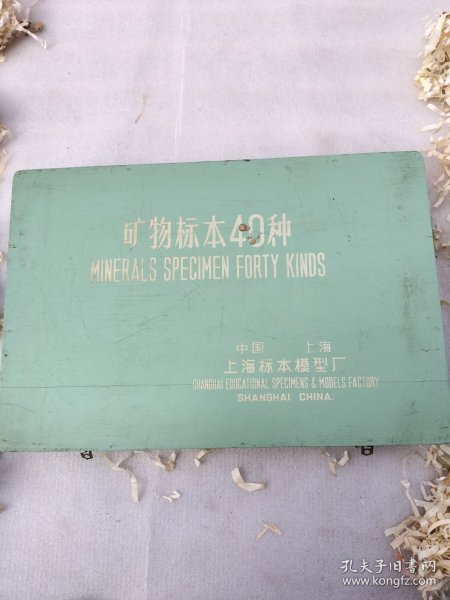 矿物标本40种
MINERALS SPECIMEN FORTY KINDS
中国 上海
上海标本模型厂
SHANGHAI EDUCATIONAL SPECIMENS & MODELS FACTORY
SHANGHAI CHINA.
孔夫子旧书网
www.kongfz.com